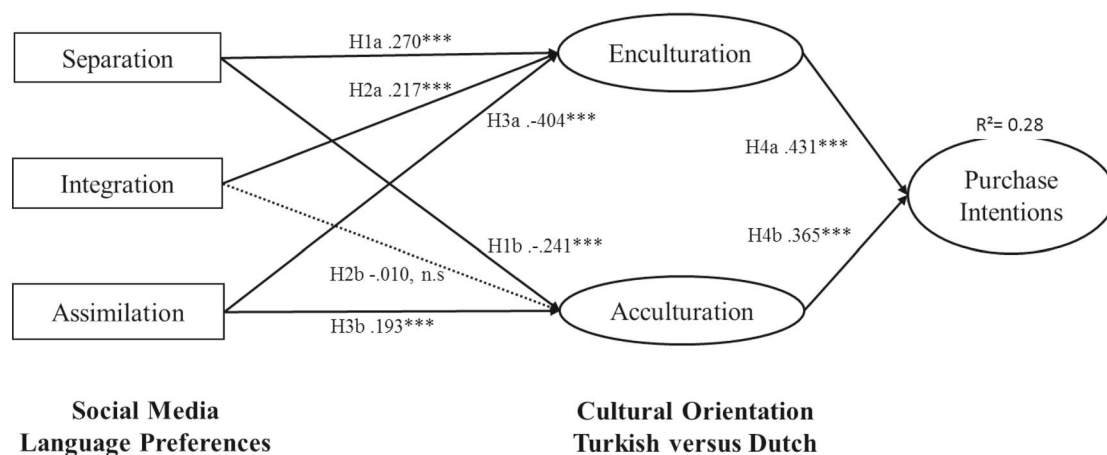 Separation
H1a .270***
Enculturation
H2a .217***
H3a .-404***
R²= 0.28
H4a .431***
Integration
Purchase
Intentions
H4b .365***
H1b .-.241***
H2b -.010, n.s
Assimilation
H3b .193***
Acculturation
Social Media
Language Preferences
Cultural Orientation
Turkish versus Dutch